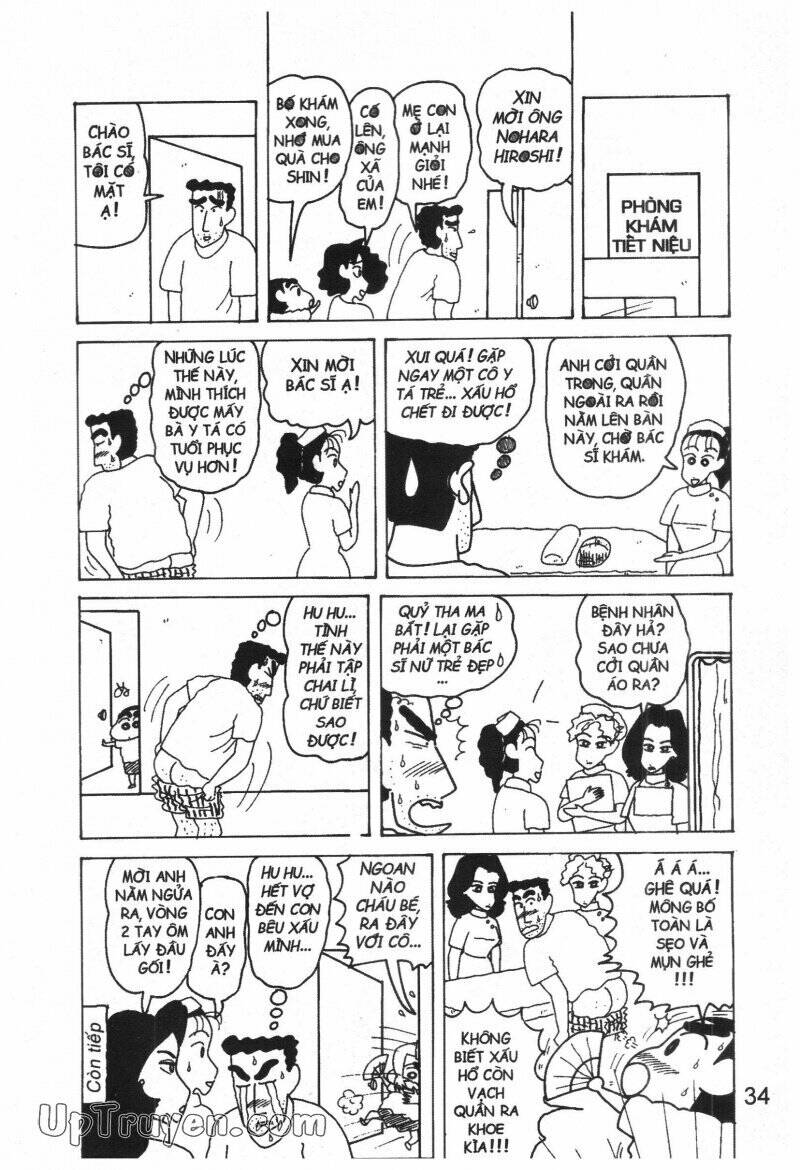 PHÒNG
KHÁM
TIẾT NIỆU
XIN
MỜI ÔNG
NOHARA
HIROSHI!
MẸ CON
Ở LẠI
MẠNH
GIỎI
NHÉ!
CỐ
LÊN,
ÔNG
XÃ
CỦA
EM!
BỐ KHÁM
XONG,
NHỚ MUA
QUÀ CHO
SHIN!
CHÀO
BÁC SĨ,
TÔI CÓ
MẶT
Ạ!
ANH CỞI QUẦN
TRONG, QUẦN
NGOÀI RA RỒI
NẰM LÊN BÀN
NÀY, CHỜ BÁC
SĨ KHÁM.
XUI QUÁ! GẶP
NGAY MỘT CÔ Y
TÁ TRẺ... XẤU HỔ
CHẾT ĐI ĐƯỢC!
XIN MỜI
BÁC SĨ Ạ!
NHỮNG LÚC
THẾ NÀY,
MÌNH THÍCH
ĐƯỢC MẤY
BÀ Y TÁ CÓ
TUỔI PHỤC
VỤ HƠN!
BỆNH NHÂN
ĐÂY HẢ?
SAO CHƯA
CỞI QUẦN
ÁO RA?
QUỶ THA MA
BẮT! LẠI GẶP
PHẢI MỘT BÁC
SĨ NỮ TRẺ ĐẸP
...
HU HU...
TÌNH
THẾ NÀY
PHẢI TẬP
CHAI LÌ,
CHỨ BIẾT
SAO
ĐƯỢC!
Á Á Á...
GHÊ QUÁ!
MÔNG BỐ
TOÀN LÀ
SẸO VÀ
MỤN GHẺ
!!!
KHÔNG
BIẾT XẤU
HỔ CÒN
VẠCH
QUẦN RA
KHOE
KÌA!!!
NGOAN
NÀO
CHÁU BÉ,
RA ĐÂY
VỚI CÔ...
HU HU...
HẾT VỢ
ĐẾN CON
BÊU XẤU
MÌNH...
CON
ANH
ĐẤY
À?
MỜI ANH
NẰM NGỬA
RA, VÒNG
2 TAY ÔM
LẤY ĐẦU
GỐI!
Còn tiếp
34
UpTruyen.com